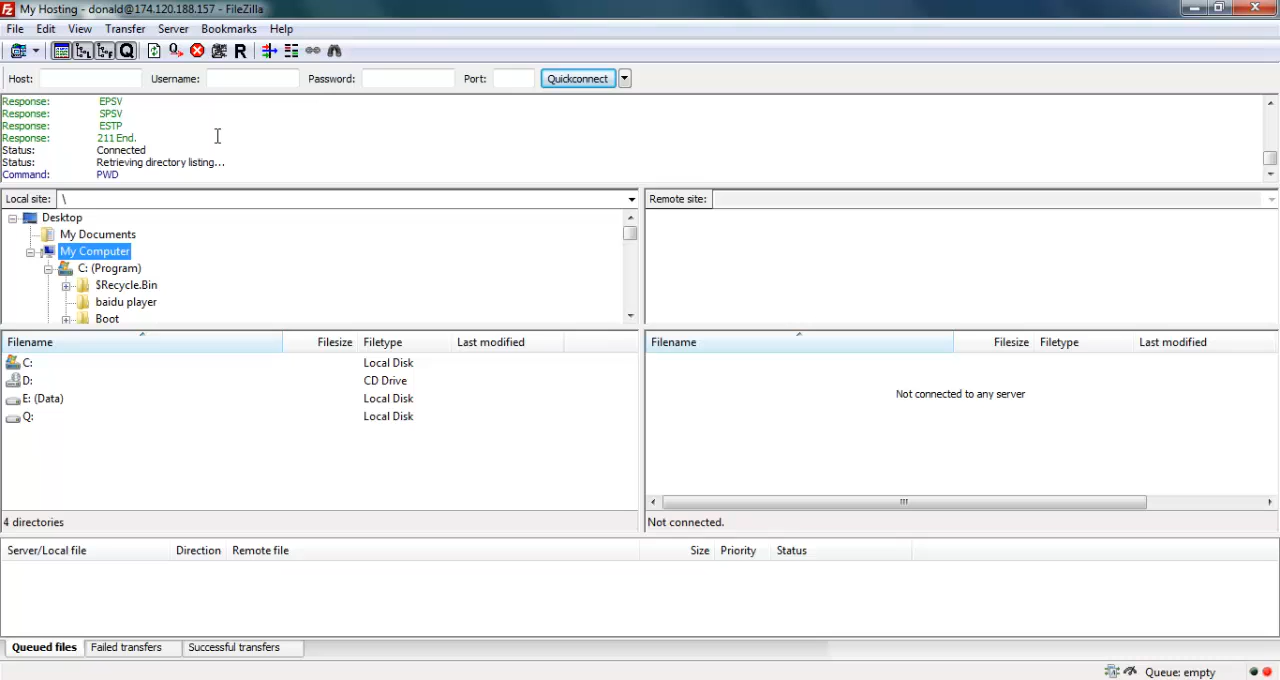 My Hosting - donald@174.120.188.157 - FileZilla
File Edit View Transfer Server Bookmarks Help
Host: Username: Password: Port: Quickconnect
Response: EPSV
Response: SPSV
Response: ESTP
Response: 211 End.
Status: Connected
Status: Retrieving directory listing...
Command: PWD
Local site: \
Remote site:
Desktop
My Documents
My Computer
C: (Program)
$Recycle.Bin
baidu player
Boot
Filename Filesize Filetype Last modified
C: Local Disk
D: CD Drive
E: (Data) Local Disk
Q: Local Disk
4 directories
Filename Filesize Filetype Last modified
Not connected to any server
Not connected.
Server/Local file Direction Remote file Size Priority Status
Queued files Failed transfers Successful transfers
Queue: empty